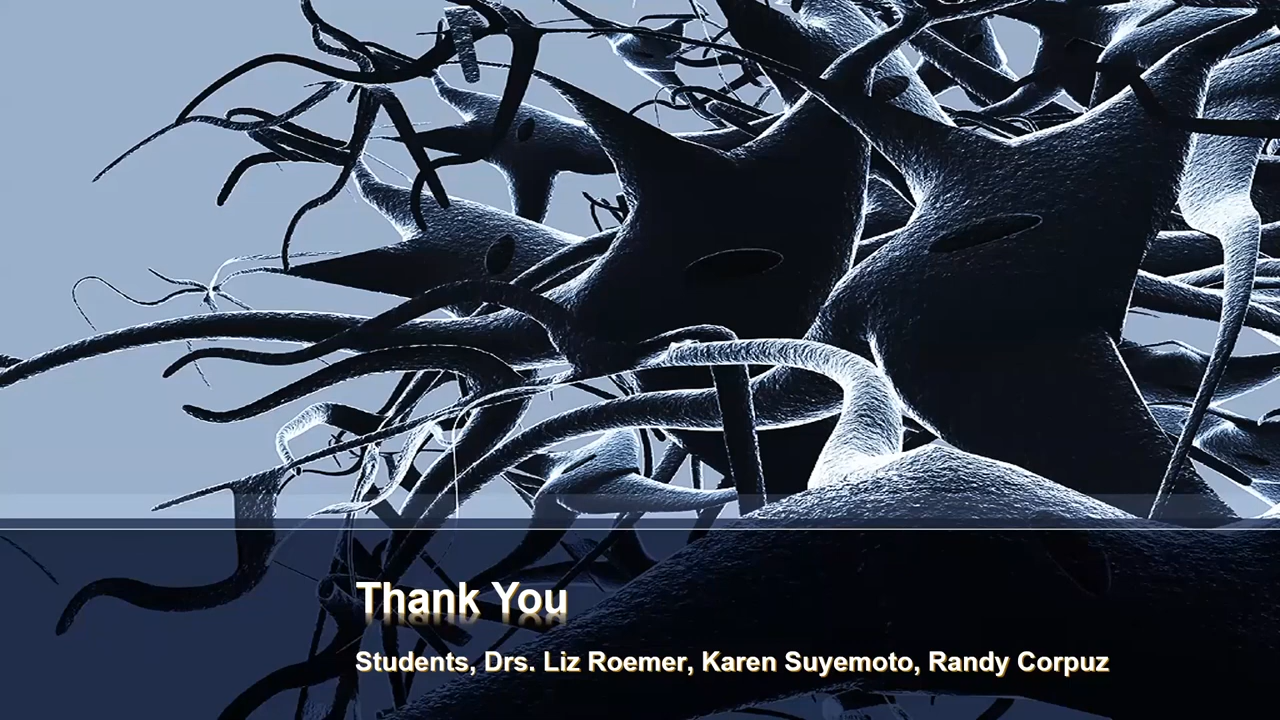 Thank You
Students, Drs. Liz Roemer, Karen Suyemoto, Randy Corpuz